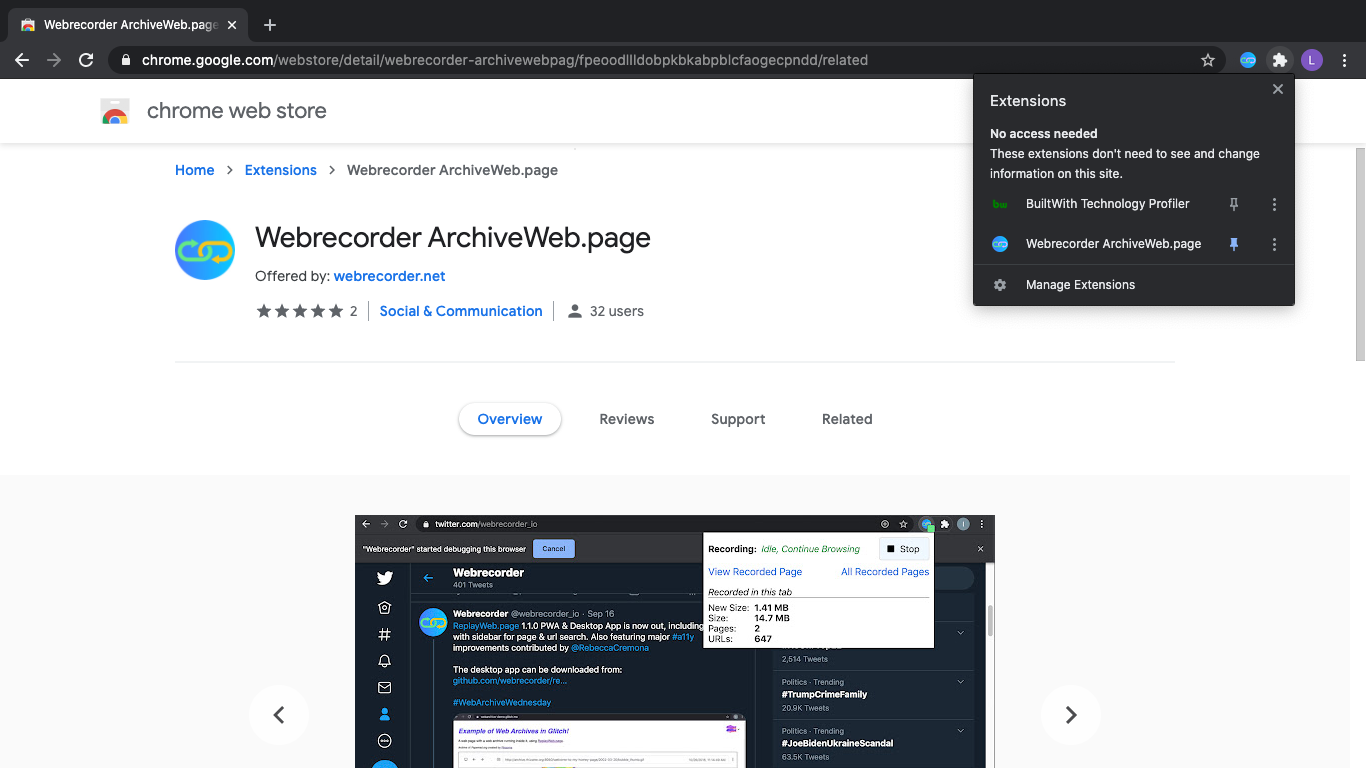 Webrecorder ArchiveWeb.page
chrome.google.com/webstore/detail/webrecorder-archivewebpag/fpeoodllldobpkbkabpblcfaogecpndd/related
L
chrome web store
Extensions
No access needed
These extensions don't need to see and change
information on this site.
bw BuiltWith Technology Profiler
Webrecorder ArchiveWeb.page
Manage Extensions
Home > Extensions > Webrecorder ArchiveWeb.page
Webrecorder ArchiveWeb.page
Offered by: webrecorder.net
2 Social & Communication 32 users
Overview Reviews Support Related
twitter.com/webrecorder_io
"Webrecorder" started debugging this browser Cancel
Recording: Idle, Continue Browsing Stop
View Recorded Page All Recorded Pages
Recorded in this tab
New Size: 1.41 MB
Size: 14.7 MB
Pages: 2
URLs: 647
Webrecorder
401 Tweets
Webrecorder @webrecorder_io · Sep 16
ReplayWeb.page 1.1.0 PWA & Desktop App is now out, including
with sidebar for page & url search. Also featuring major #a11y
improvements contributed by @RebeccaCremona
The desktop app can be downloaded from:
github.com/webrecorder/re...
#WebArchiveWednesday
Example of Web Archives in Glitch!
2,514 Tweets
Politics · Trending
#TrumpCrimeFamily
20.9K Tweets
Politics · Trending
#JoeBidenUkraineScandal
63.5K Tweets